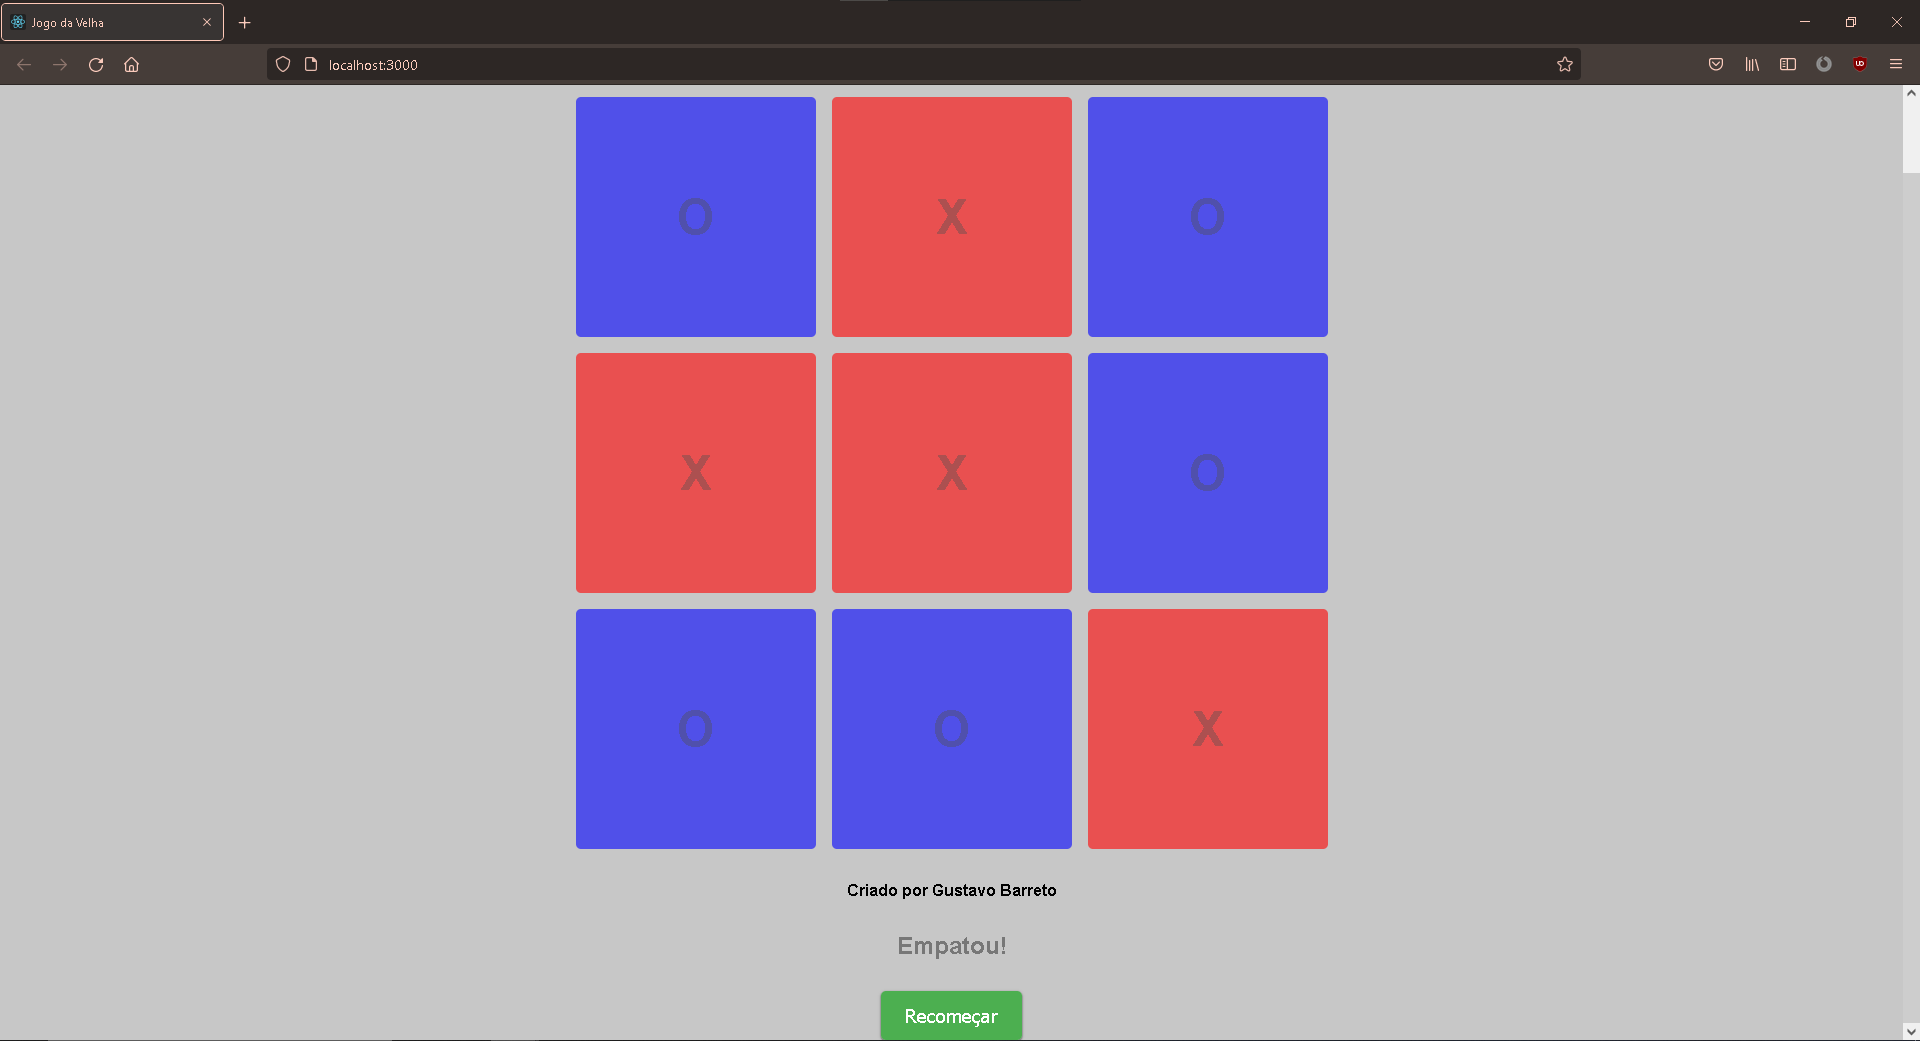 Jogo da Velha
localhost:3000
O X O
X X O
O O X
Criado por Gustavo Barreto
Empatou!
Recomeçar